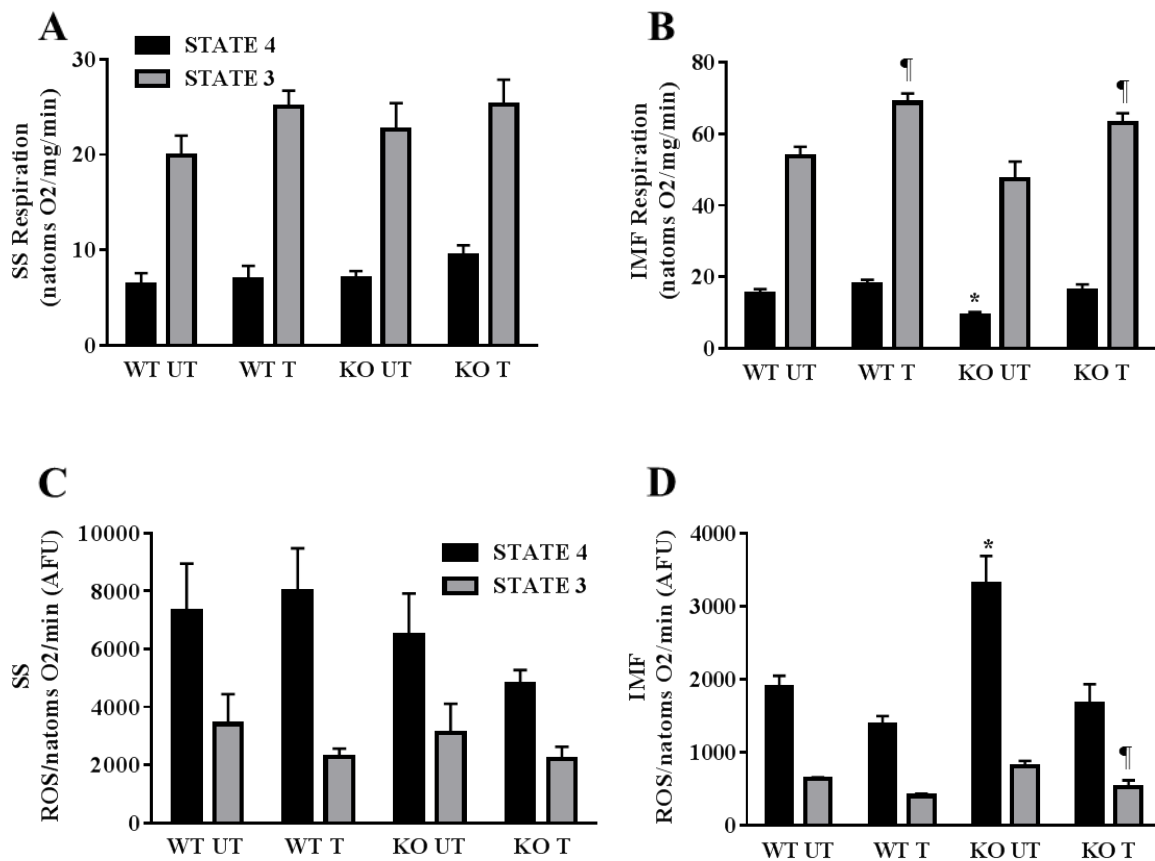 A
STATE 4
STATE 3
SS Respiration
(natoms O2/mg/min)
30
20
10
0
WT UT WT T KO UT KO T
B
IMF Respiration
(natoms O2/mg/min)
80
60
40
20
0
¶
*
¶
WT UT WT T KO UT KO T
C
STATE 4
STATE 3
SS
ROS/natoms O2/min (AFU)
10000
8000
6000
4000
2000
0
WT UT WT T KO UT KO T
D
IMF
ROS/natoms O2/min (AFU)
4000
3000
2000
1000
0
*
¶
WT UT WT T KO UT KO T